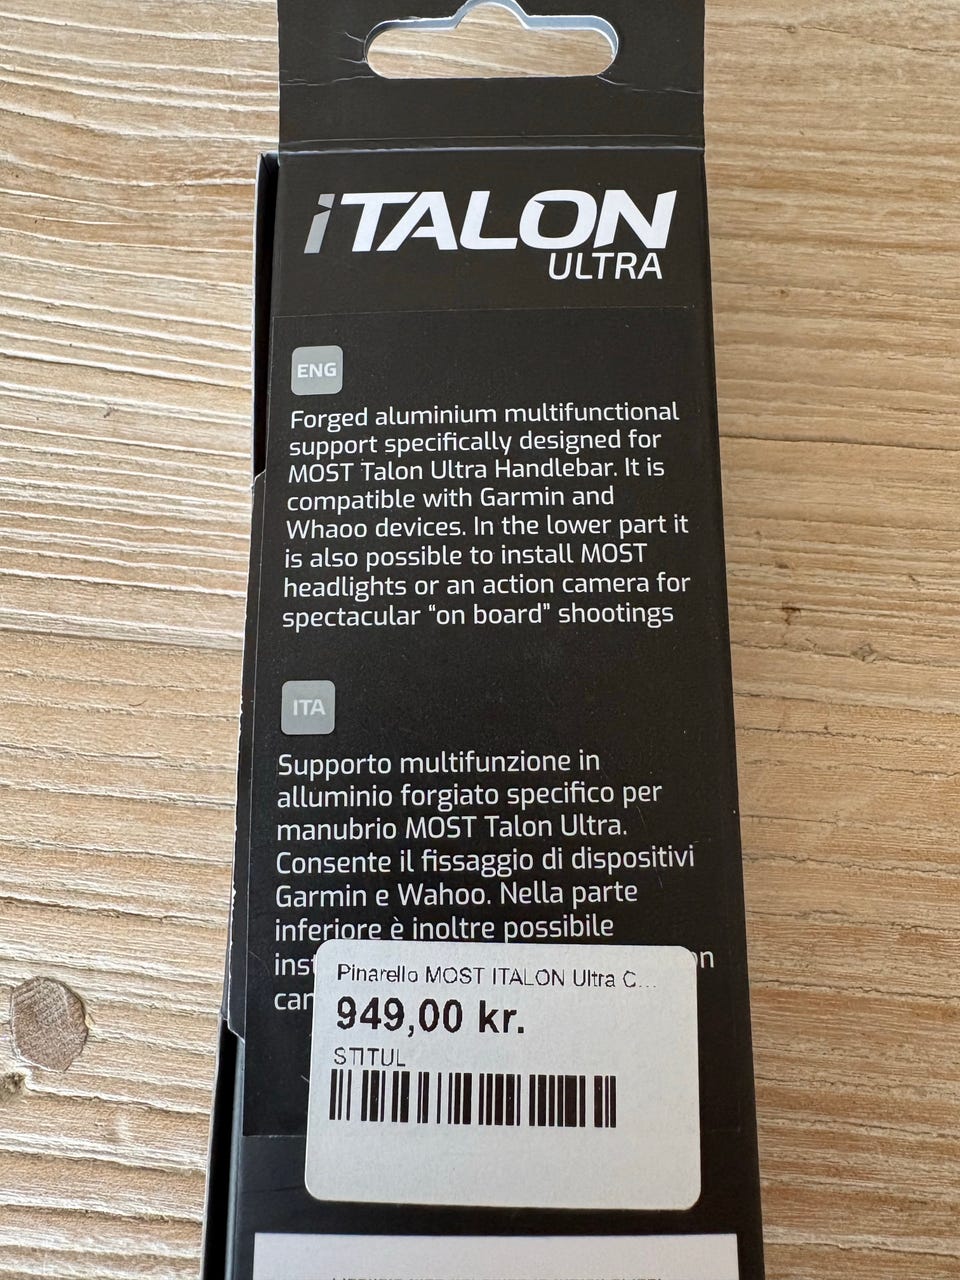 iTALON
ULTRA
ENG
Forged aluminium multifunctional
support specifically designed for
MOST Talon Ultra Handlebar. It is
compatible with Garmin and
Whaoo devices. In the lower part it
is also possible to install MOST
headlights or an action camera for
spectacular “on board” shootings
ITA
Supporto multifunzione in
alluminio forgiato specifico per
manubrio MOST Talon Ultra.
Consente il fissaggio di dispositivi
Garmin e Wahoo. Nella parte
inferiore è inoltre possibile
Pinarello MOST ITALON Ultra C...
949,00 kr.
STITUL